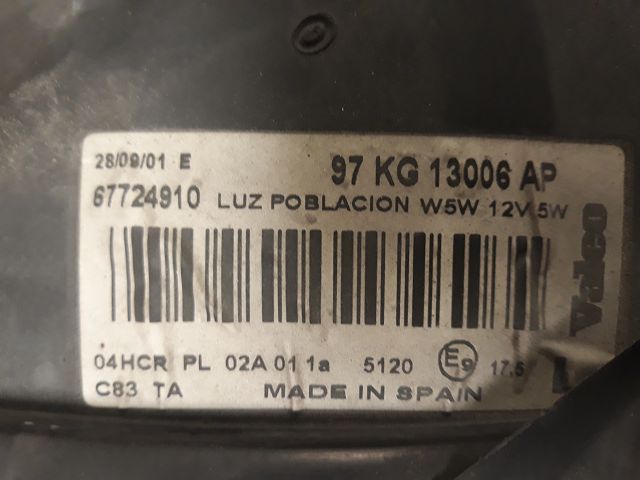 28/09/01 E 97 KG 13006 AP
67724910 LUZ POBLACION W5W 12V 5W
Valeo
04HCR PL 02A 01 1a 5120 E9 17,5
C83 TA MADE IN SPAIN